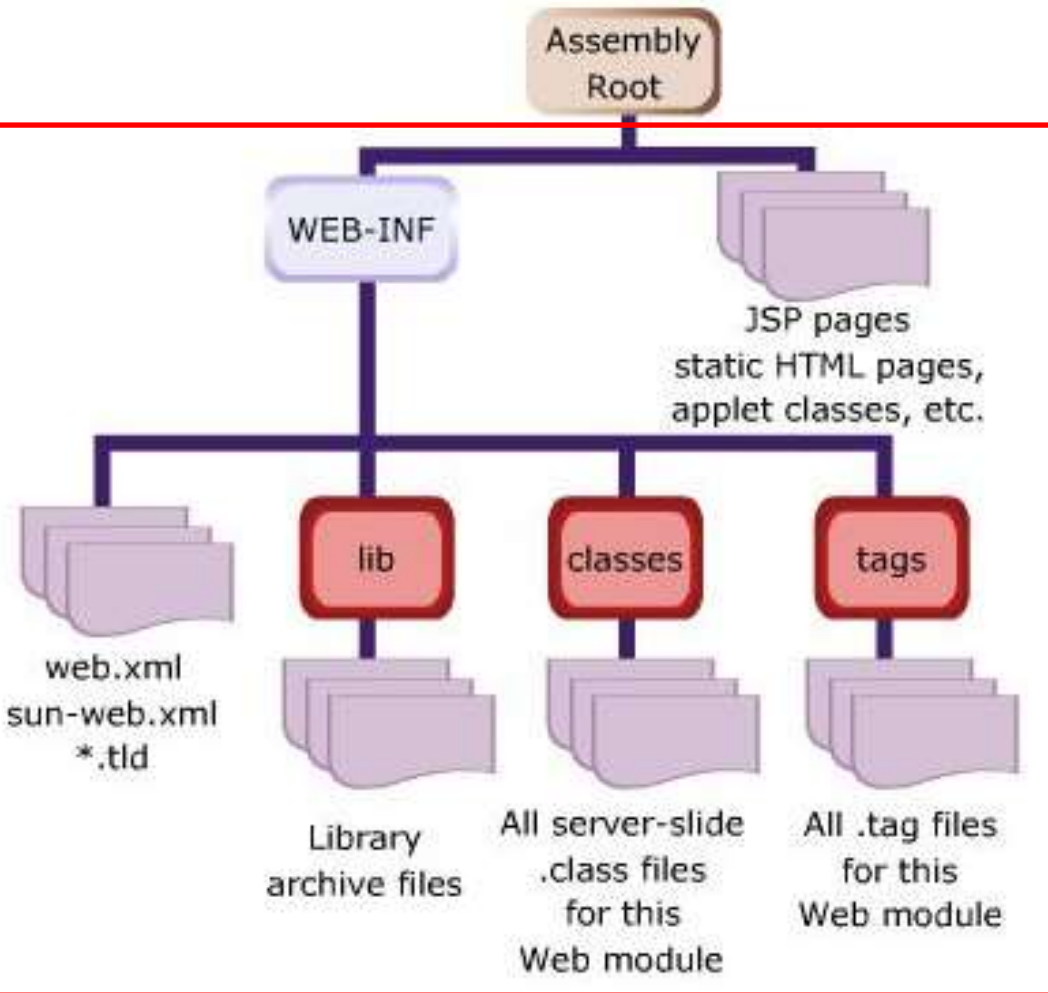 Assembly
Root
WEB-INF
JSP pages
static HTML pages,
applet classes, etc.
lib
classes
tags
web.xml
sun-web.xml
*.tld
Library
archive files
All server-slide
.class files
for this
Web module
All .tag files
for this
Web module